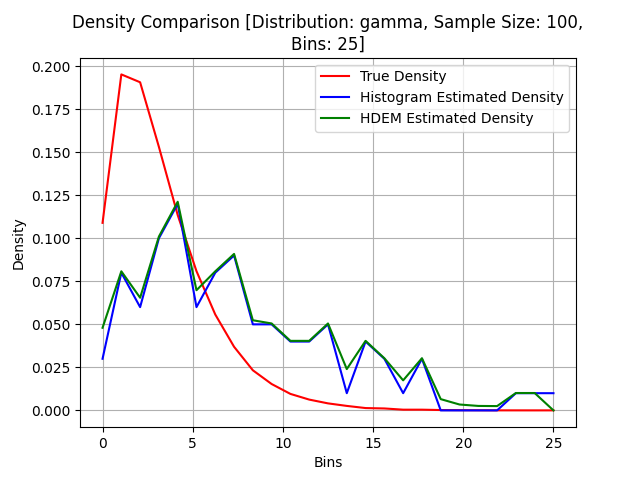 Density Comparison [Distribution: gamma, Sample Size: 100,
Bins: 25]
True Density
Histogram Estimated Density
HDEM Estimated Density
Density
0.200
0.175
0.150
0.125
0.100
0.075
0.050
0.025
0.000
0 5 10 15 20 25
Bins